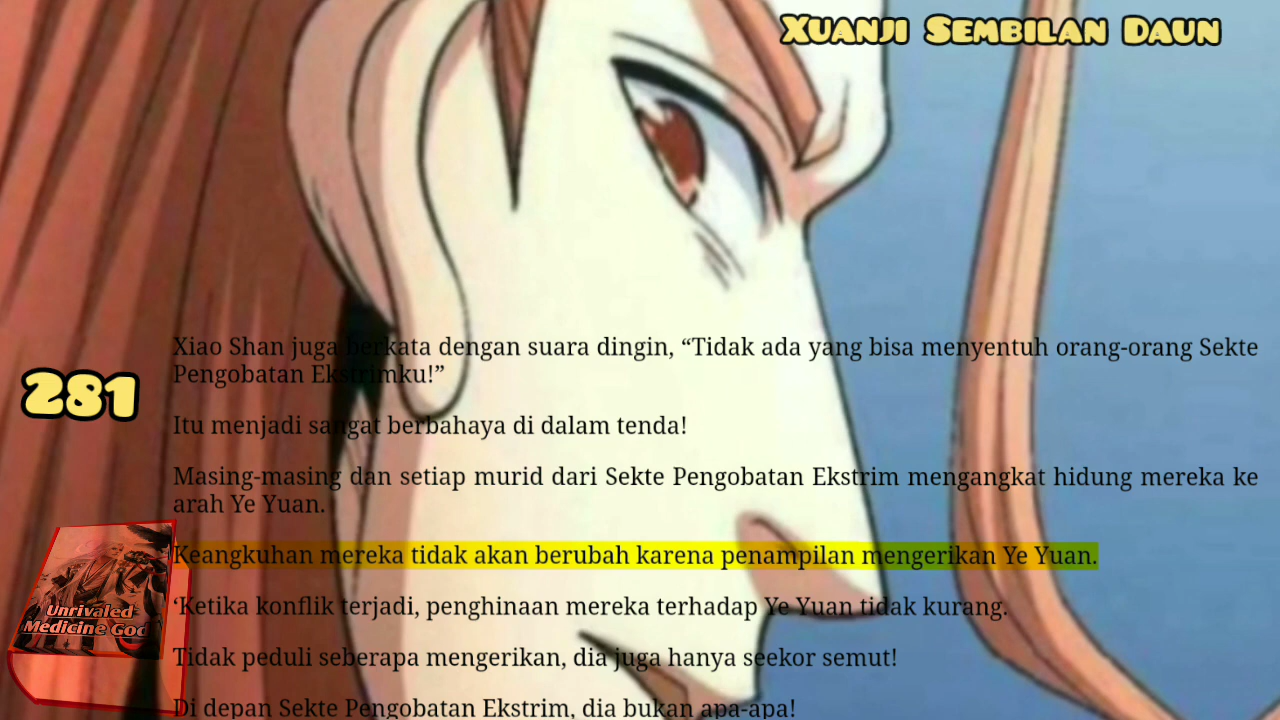 Xuanji Sembilan Daun
Xiao Shan juga berkata dengan suara dingin, “Tidak ada yang bisa menyentuh orang-orang Sekte
Pengobatan Ekstrimku!”
281
Itu menjadi sangat berbahaya di dalam tenda!
Masing-masing dan setiap murid dari Sekte Pengobatan Ekstrim mengangkat hidung mereka ke
arah Ye Yuan.
Keangkuhan mereka tidak akan berubah karena penampilan mengerikan Ye Yuan.
‘Ketika konflik terjadi, penghinaan mereka terhadap Ye Yuan tidak kurang.
Unrivaled
Medicine God
Tidak peduli seberapa mengerikan, dia juga hanya seekor semut!
Di depan Sekte Pengobatan Ekstrim, dia bukan apa-apa!